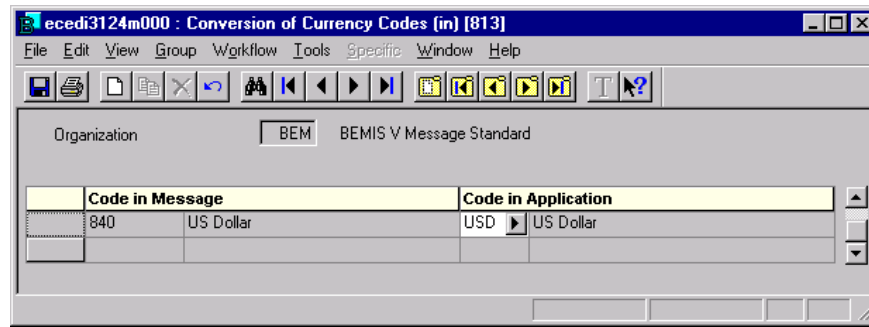 ecedi3124m000 : Conversion of Currency Codes (in) [813]
File Edit View Group Workflow Tools Specific Window Help
Organization BEM BEMIS V Message Standard
Code in Message Code in Application
840 US Dollar USD US Dollar